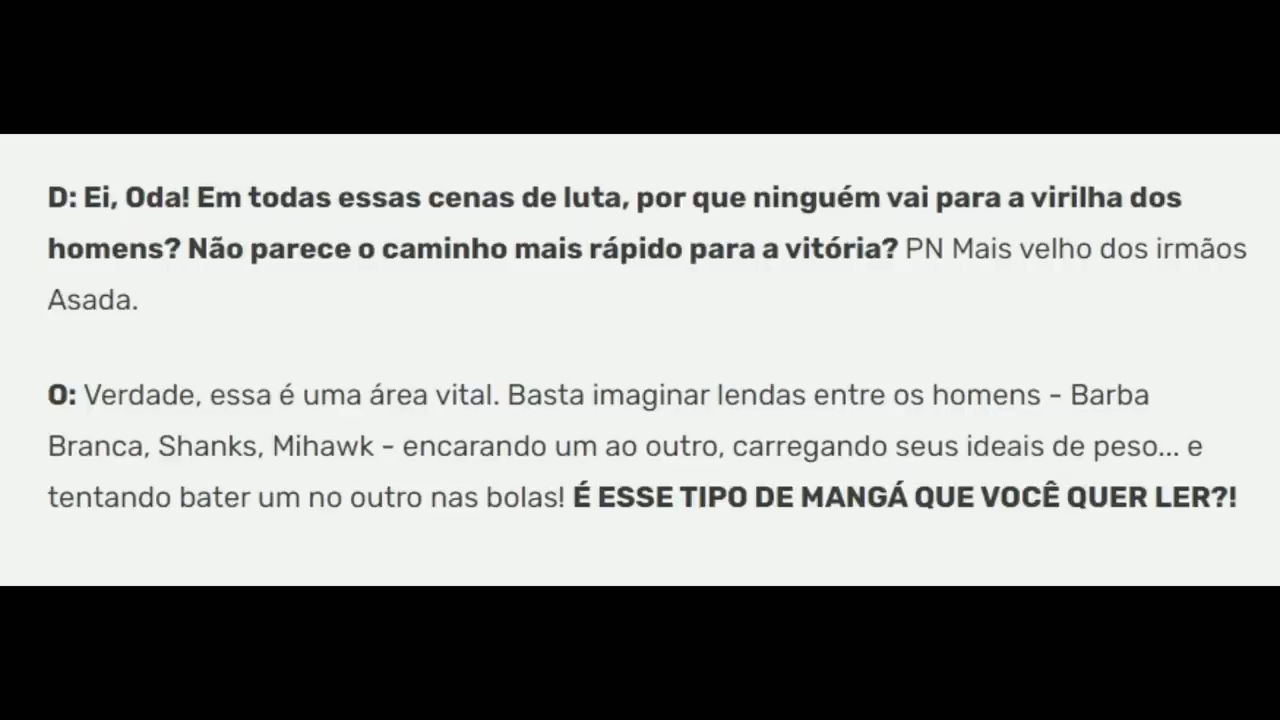 D: Ei, Oda! Em todas essas cenas de luta, por que ninguém vai para a virilha dos
homens? Não parece o caminho mais rápido para a vitória? PN Mais velho dos irmãos
Asada.
O: Verdade, essa é uma área vital. Basta imaginar lendas entre os homens - Barba
Branca, Shanks, Mihawk - encarando um ao outro, carregando seus ideais de peso... e
tentando bater um no outro nas bolas! É ESSE TIPO DE MANGÁ QUE VOCÊ QUER LER?!